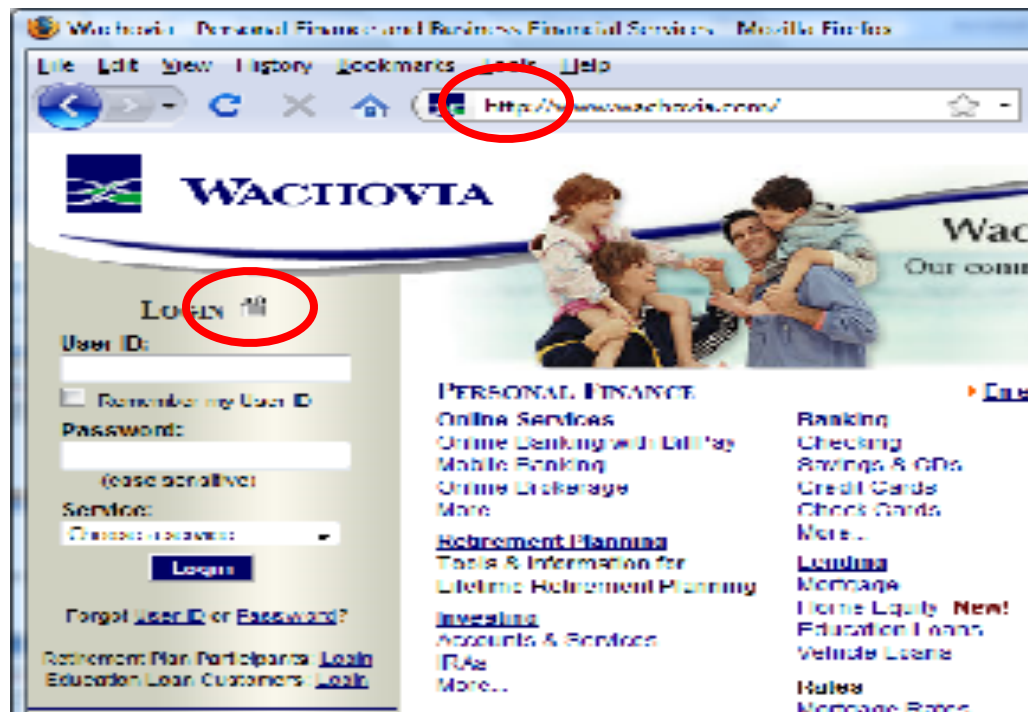 Wachovia - Personal Finance and Business Financial Services - Mozilla Firefox
File Edit View History Bookmarks Tools Help
http://www.wachovia.com/
WACHOVIA
Wac
Our comm
LOGIN
User ID:
Remember my User ID
Password:
(case sensitive)
Service:
Choose a service
Login
Forgot User ID or Password?
Retirement Plan Participants: Login
Education Loan Customers: Login
PERSONAL FINANCE
Online Services
Online Banking with BillPay
Mobile Banking
Online Brokerage
More
Retirement Planning
Tools & Information for
Lifetime Retirement Planning
Investing
Accounts & Services
IRAs
More...
Banking
Checking
Savings & CDs
Credit Cards
Check Cards
More...
Lending
Mortgage
Home Equity New!
Education Loans
Vehicle Loans
Rates
Mortgage Rates